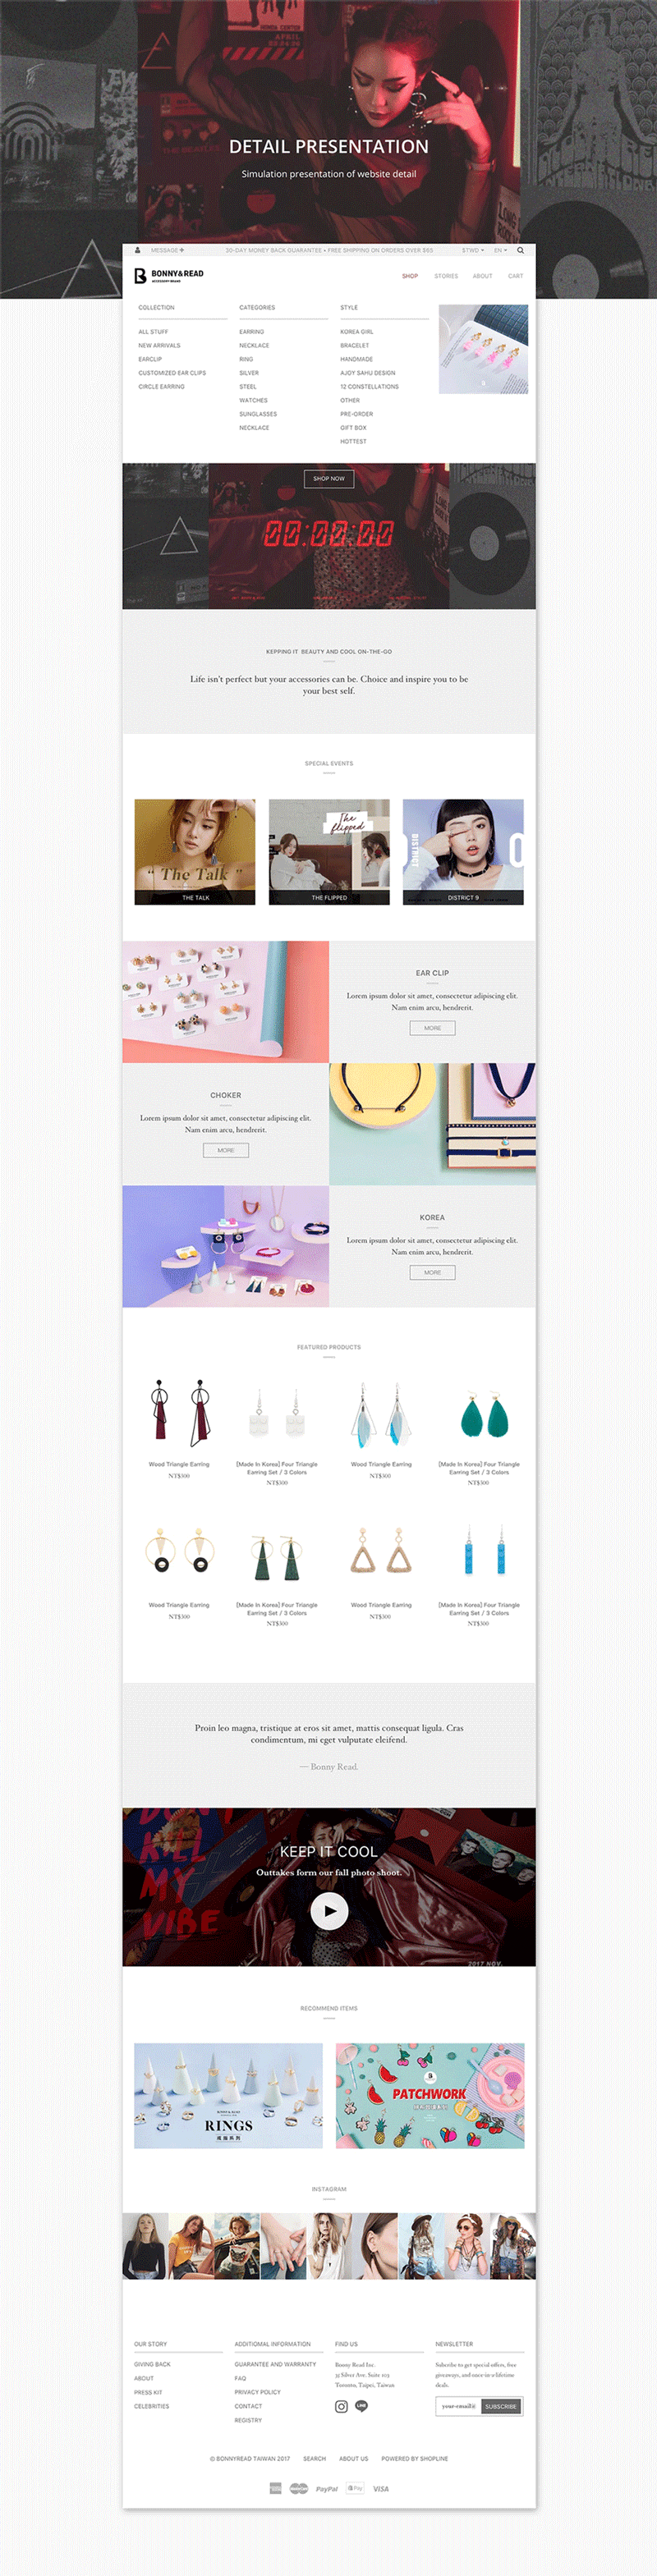 DETAIL PRESENTATION
Simulation presentation of website detail
MESSAGE
30-DAY MONEY BACK GUARANTEE • FREE SHIPPING ON ORDERS OVER $65
$TWD
EN
BONNY&READ
ACCESSORY·BRAND
SHOP
STORIES
ABOUT
CART
COLLECTION
ALL STUFF
NEW ARRIVALS
EARCLIP
CUSTOMIZED EAR CLIPS
CIRCLE EARRING
CATEGORIES
EARRING
NECKLACE
RING
SILVER
STEEL
WATCHES
SUNGLASSES
NECKLACE
STYLE
KOREA GIRL
BRACELET
HANDMADE
AJOY SAHU DESIGN
12 CONSTELLATIONS
OTHER
PRE-ORDER
GIFT BOX
HOTTEST
SHOP NOW
KEPPING IT BEAUTY AND COOL ON-THE-GO
Life isn't perfect but your accessories can be. Choice and inspire you to be
your best self.
SPECIAL EVENTS
“ The Talk ”
THE TALK
The
flipped
THE FLIPPED
DISTRICT
DISTRICT 9
EAR CLIP
Lorem ipsum dolor sit amet, consectetur adipiscing elit.
Nam enim arcu, hendrerit.
MORE
CHOKER
Lorem ipsum dolor sit amet, consectetur adipiscing elit.
Nam enim arcu, hendrerit.
MORE
KOREA
Lorem ipsum dolor sit amet, consectetur adipiscing elit.
Nam enim arcu, hendrerit.
MORE
FEATURED PRODUCTS
Wood Triangle Earring
NT$300
[Made In Korea] Four Triangle
Earring Set / 3 Colors
NT$300
Wood Triangle Earring
NT$300
[Made In Korea] Four Triangle
Earring Set / 3 Colors
NT$300
Wood Triangle Earring
NT$300
[Made In Korea] Four Triangle
Earring Set / 3 Colors
NT$300
Wood Triangle Earring
NT$300
[Made In Korea] Four Triangle
Earring Set / 3 Colors
NT$300
Proin leo magna, tristique at eros sit amet, mattis consequat ligula. Cras
condimentum, mi eget vulputate eleifend.
— Bonny Read.
KILL
MY
VIBE
KEEP IT COOL
Outtakes form our fall photo shoot.
2017 NOV.
RECOMMEND ITEMS
RINGS
PATCHWORK
INSTAGRAM
OUR STORY
GIVING BACK
ABOUT
PRESS KIT
CELEBRITIES
ADDITIOMAL INFORMATION
GUARANTEE AND WARRANTY
FAQ
PRIVACY POLICY
CONTACT
REGISTRY
FIND US
Bonny Read Inc.
35 Silver Ave. Suite 103
Toronto, Taipei, Taiwan
LINE
NEWSLETTER
Subcribe to get special offers, free
giveaways, and once-in-a-lifetime
deals.
your-email@
SUBSCRIBE
© BONNYREAD TAIWAN 2017
SEARCH
ABOUT US
POWERED BY SHOPLINE
PayPal
Pay
VISA